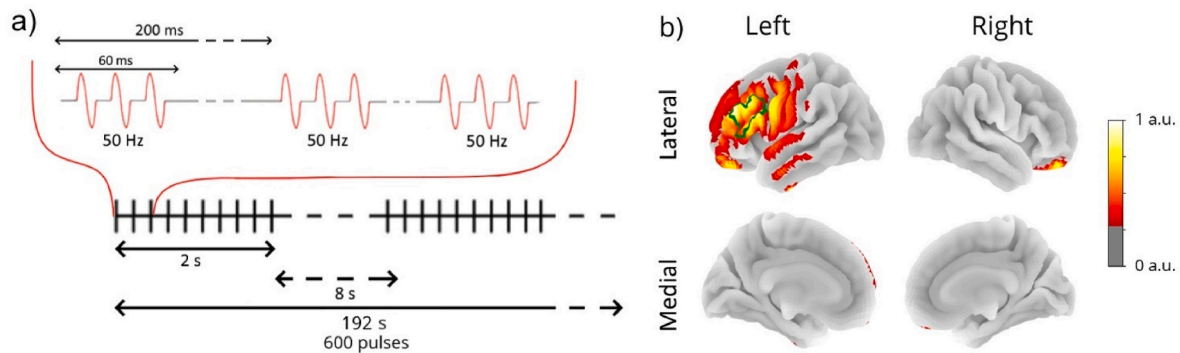 a)
200 ms
60 ms
50 Hz
50 Hz
50 Hz
2 s
8 s
192 s
600 pulses
b)
Left
Right
Lateral
Medial
1 a.u.
0 a.u.